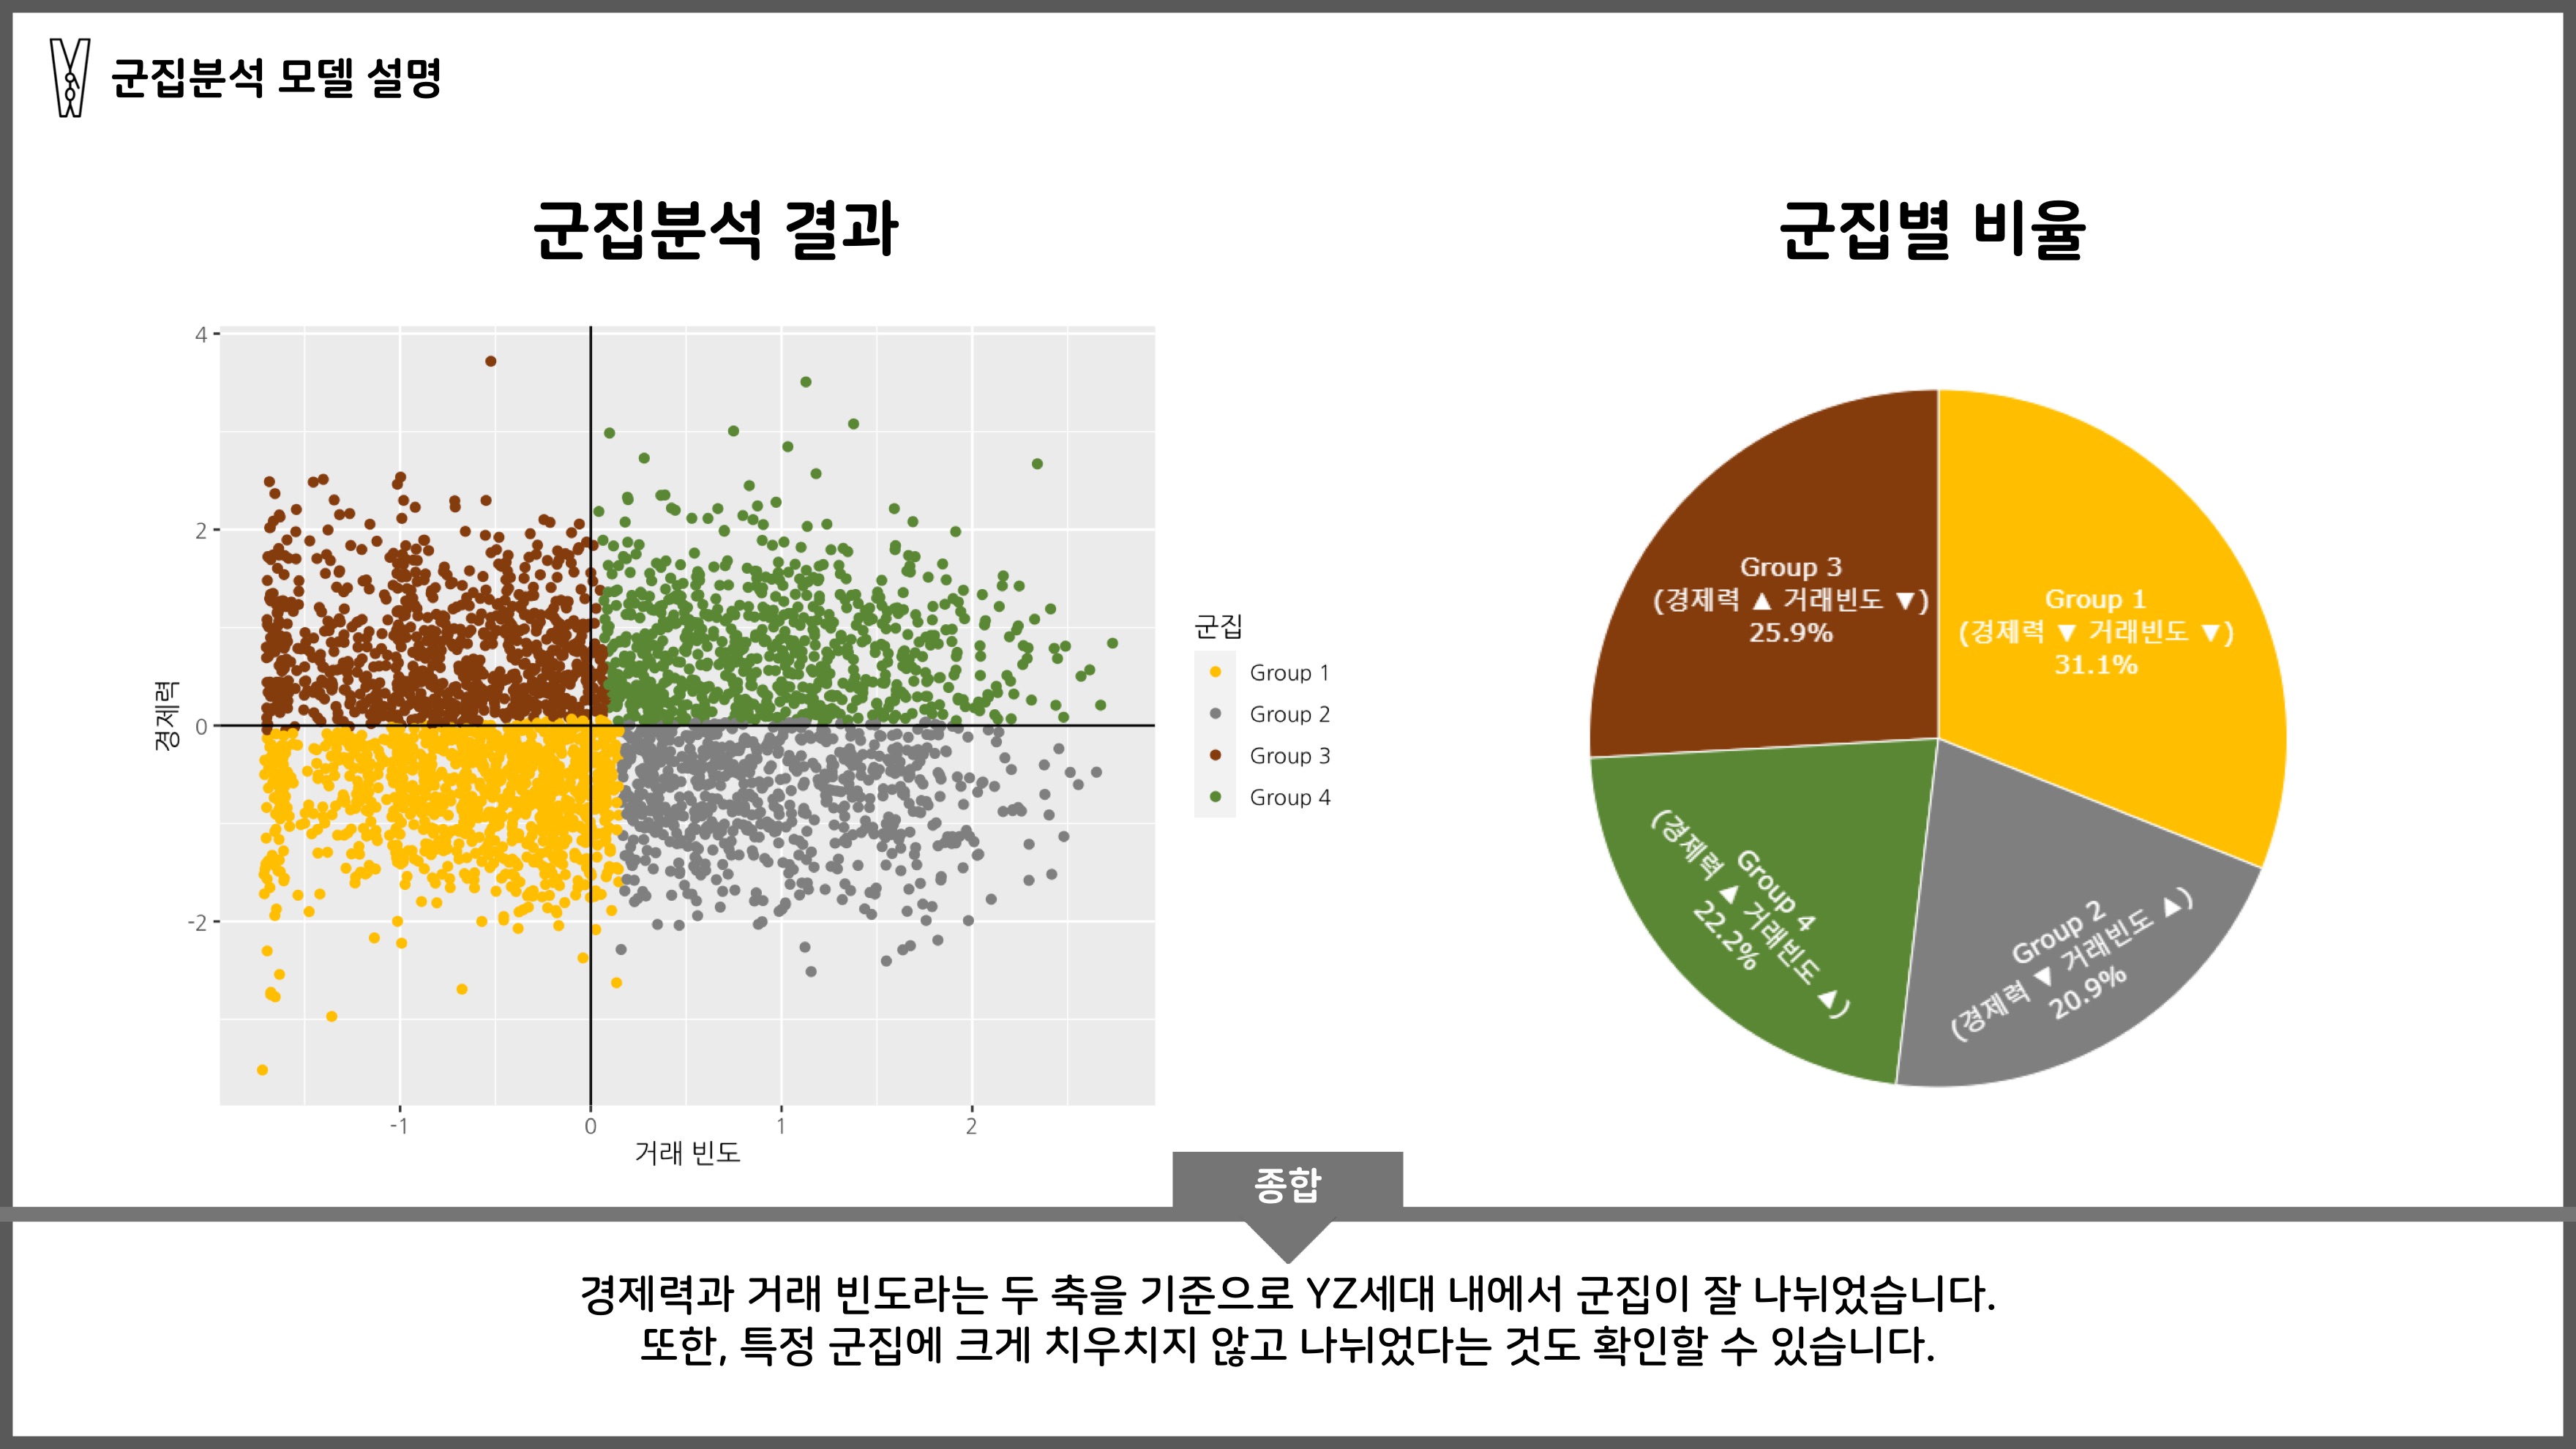 군집분석 모델 설명
군집분석 결과
군집별 비율
4
2
0
-2
경제력
-1
0
1
2
거래 빈도
군집
Group 1
Group 2
Group 3
Group 4
Group 3
(경제력 ▲ 거래빈도 ▼)
25.9%
Group 1
(경제력 ▼ 거래빈도 ▼)
31.1%
Group 4
(경제력 ▲ 거래빈도 ▲)
22.2%
Group 2
(경제력 ▼ 거래빈도 ▲)
20.9%
종합
경제력과 거래 빈도라는 두 축을 기준으로 YZ세대 내에서 군집이 잘 나뉘었습니다.
또한, 특정 군집에 크게 치우치지 않고 나뉘었다는 것도 확인할 수 있습니다.